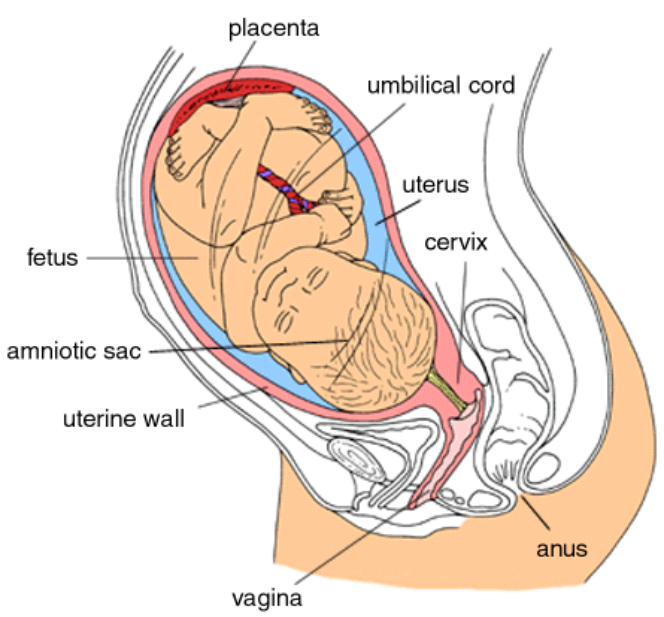 placenta
umbilical cord
uterus
cervix
fetus
amniotic sac
uterine wall
anus
vagina